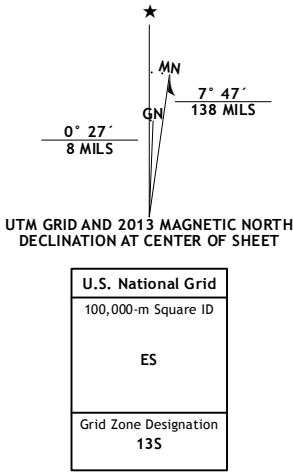 ★
MN
7° 47´
138 MILS
GN
0° 27´
8 MILS
UTM GRID AND 2013 MAGNETIC NORTH
DECLINATION AT CENTER OF SHEET
U.S. National Grid
100,000-m Square ID
ES
Grid Zone Designation
13S